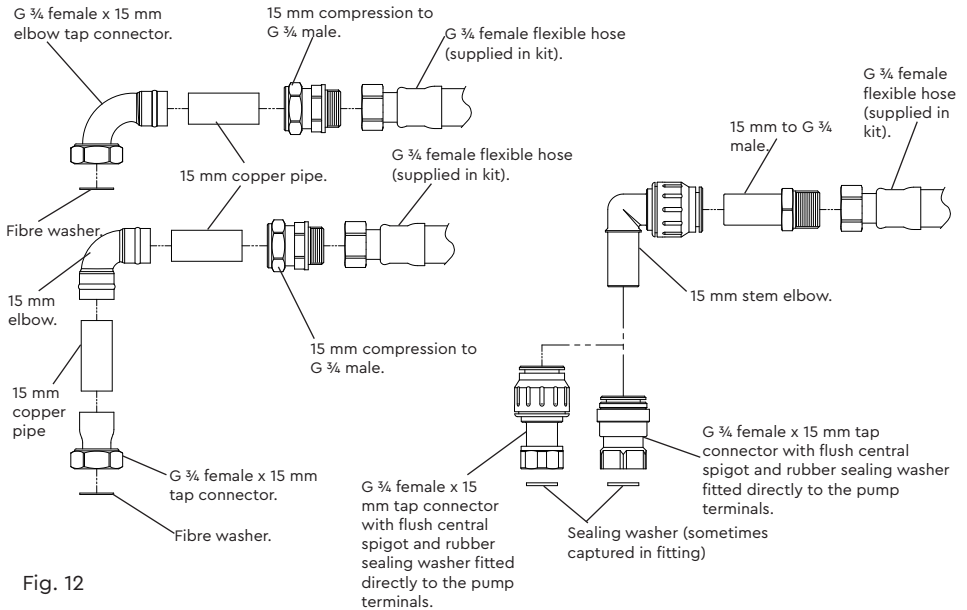 G ¾ female x 15 mm
elbow tap connector.
15 mm compression to
G ¾ male.
G ¾ female flexible hose
(supplied in kit).
15 mm copper pipe.
Fibre washer.
G ¾ female flexible hose
(supplied in kit).
15 mm
elbow.
15 mm compression to
G ¾ male.
15 mm
copper
pipe
G ¾ female x 15 mm
tap connector.
Fibre washer.
G ¾ female
flexible hose
(supplied in
kit).
15 mm to G ¾
male.
15 mm stem elbow.
G ¾ female x 15
mm tap connector
with flush central
spigot and rubber
sealing washer fitted
directly to the pump
terminals.
G ¾ female x 15 mm tap
connector with flush central
spigot and rubber sealing washer
fitted directly to the pump
terminals.
Sealing washer (sometimes
captured in fitting)
Fig. 12